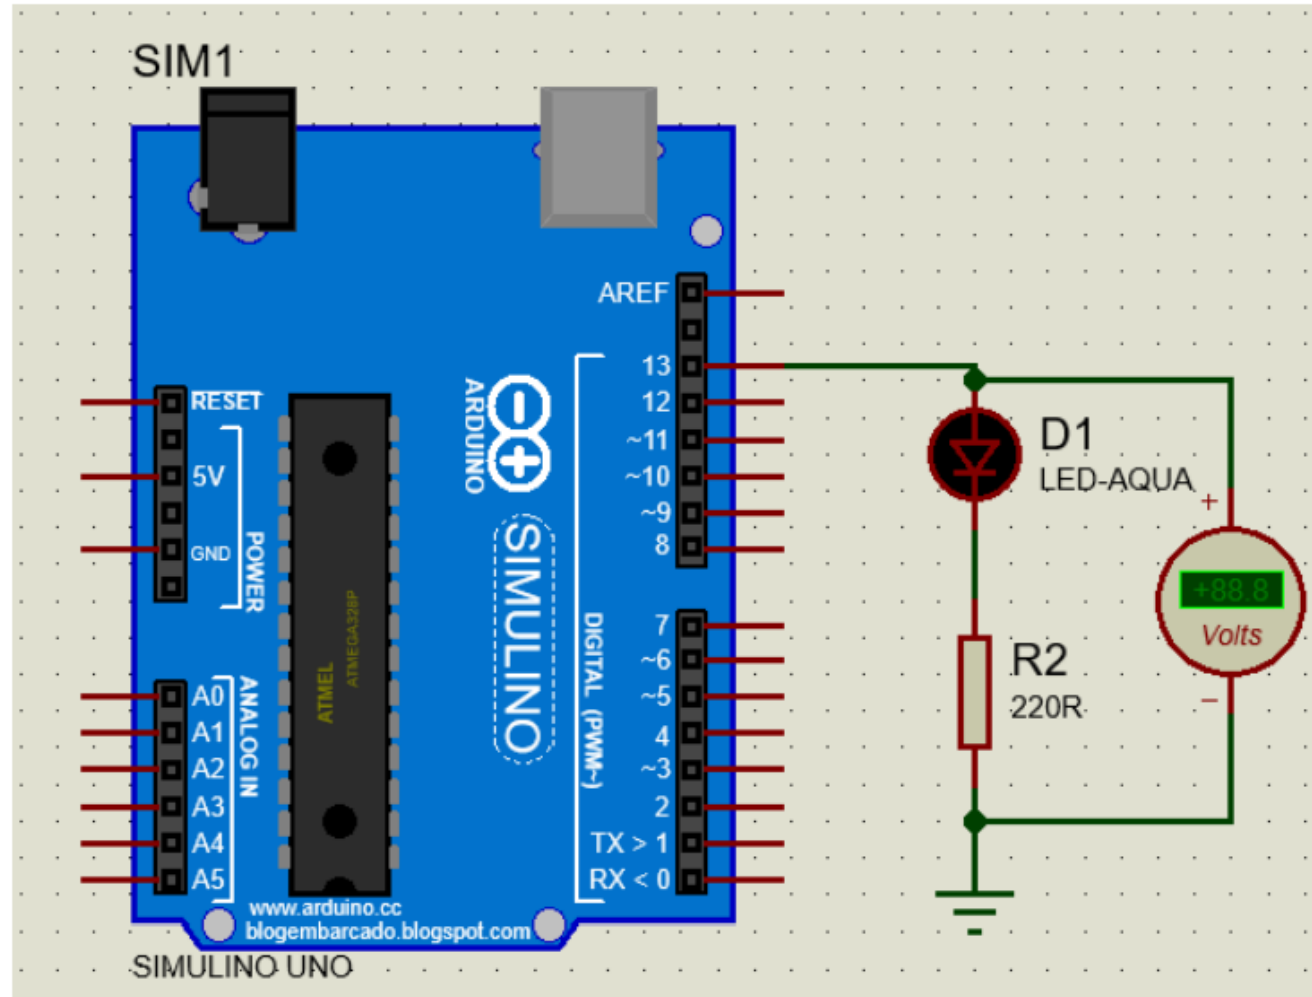 SIM1
AREF
13
12
~11
~10
~9
8
7
~6
~5
4
~3
2
TX > 1
RX < 0
DIGITAL (PWM~)
RESET
5V
GND
POWER
A0
A1
A2
A3
A4
A5
ANALOG IN
ARDUINO
SIMULINO
ATMEL
ATMEGA328P
www.arduino.cc
blogembarcado.blogspot.com
SIMULINO UNO
D1
LED-AQUA
R2
220R
+
+88.8
Volts
−